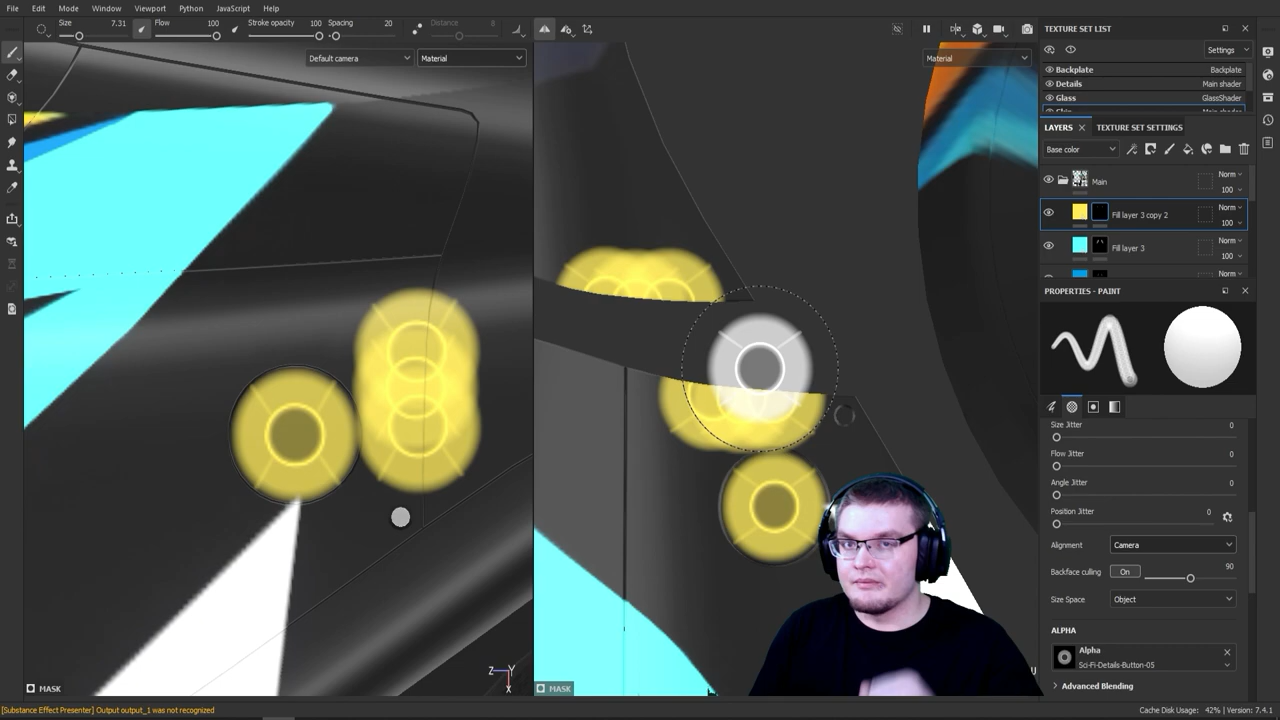 File Edit Mode Window Viewport Python JavaScript Help
Size 7.31 Flow 100 Stroke opacity 100 Spacing 20 Distance 8
Default camera Material
Material
MASK
Z Y
X
MASK
U
TEXTURE SET LIST
Settings
Backplate Backplate
Details Main shader
Glass GlassShader
Skin Main shader
LAYERS TEXTURE SET SETTINGS
Base color
Main Norm
100
Fill layer 3 copy 2 Norm
100
Fill layer 3 Norm
100
Norm
PROPERTIES - PAINT
Size Jitter 0
Flow Jitter 0
Angle Jitter 0
Position Jitter 0
Alignment Camera
Backface culling On 90
Size Space Object
ALPHA
Alpha
Sci-Fi-Details-Button-05
Advanced Blending
[Substance Effect Presenter] Output output_1 was not recognized
Cache Disk Usage: 42% | Version: 7.4.1